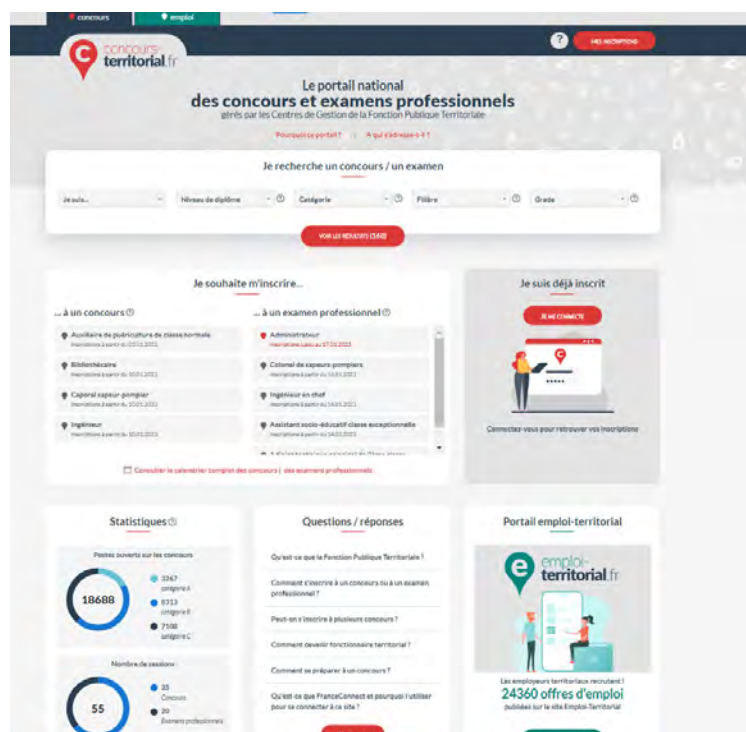 concours
emploi
concours-
territorial.fr
?
MES INSCRIPTIONS
Le portail national
des concours et examens professionnels
gérés par les Centres de Gestion de la Fonction Publique Territoriale
Pourquoi ce portail ? | A qui s'adresse-t-il ?
Je recherche un concours / un examen
Je suis...
Niveau de diplôme
Catégorie
Filière
Grade
VOIR LES RÉSULTATS
Je souhaite m'inscrire...
... à un concours
Auxiliaire de puériculture de classe normale
Bibliothécaire
Caporal sapeur-pompier
Ingénieur
... à un examen professionnel
Administrateur
Colonel de sapeurs-pompiers
Ingénieur en chef
Assistant socio-éducatif classe exceptionnelle
Consulter le calendrier complet des concours | des examens professionnels
Je suis déjà inscrit
JE ME CONNECTE
Connectez-vous pour retrouver vos inscriptions
Statistiques
Postes ouverts sur les concours
18688
3267
catégorie A
8313
catégorie B
7108
catégorie C
Nombre de sessions
55
35
Concours
20
Examens professionnels
Questions / réponses
Qu'est-ce que la Fonction Publique Territoriale ?
Comment s'inscrire à un concours ou à un examen
professionnel ?
Peut-on s'inscrire à plusieurs concours ?
Comment devenir fonctionnaire territorial ?
Comment se préparer à un concours ?
Qu'est-ce que FranceConnect et pourquoi l'utiliser
pour se connecter à ce site ?
Portail emploi-territorial
emploi-
territorial.fr
Les employeurs territoriaux recrutent !
24360 offres d'emploi
publiées sur le site Emploi-Territorial